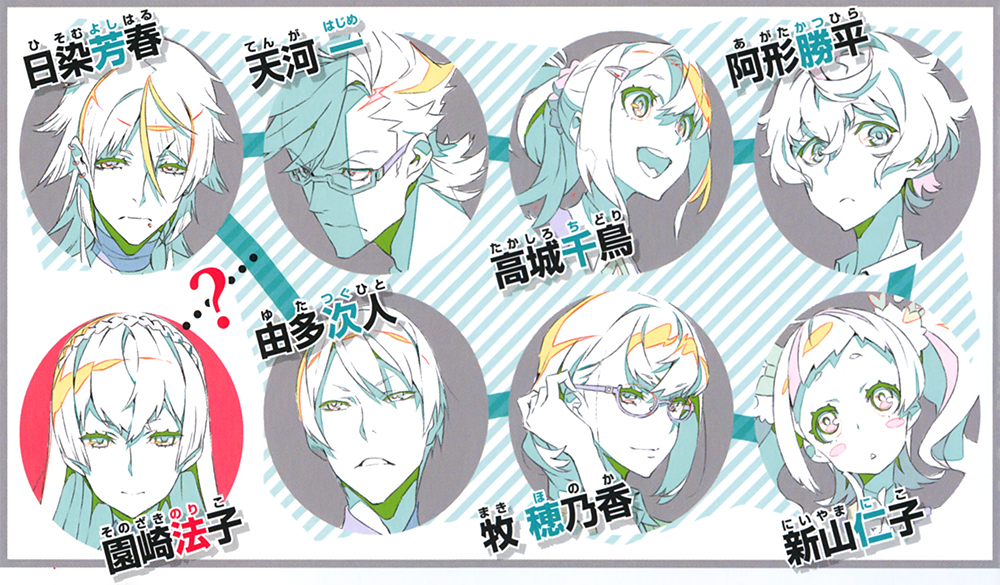 ひそむよしはる
日染芳春
てんがはじめ
天河一
たかしろちどり
高城千鳥
あがたかつひら
阿形勝平
?
そのざきのりこ
園崎法子
ゆたつぐひと
由多次人
まきほのか
牧穂乃香
にいやまにこ
新山仁子